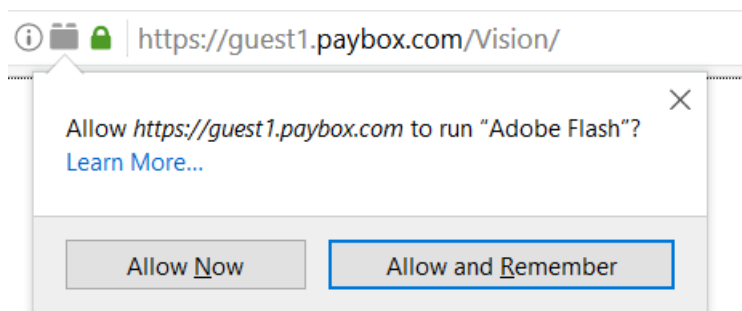 https://guest1.paybox.com/Vision/
Allow https://guest1.paybox.com to run “Adobe Flash”?
Learn More...
Allow Now
Allow and Remember